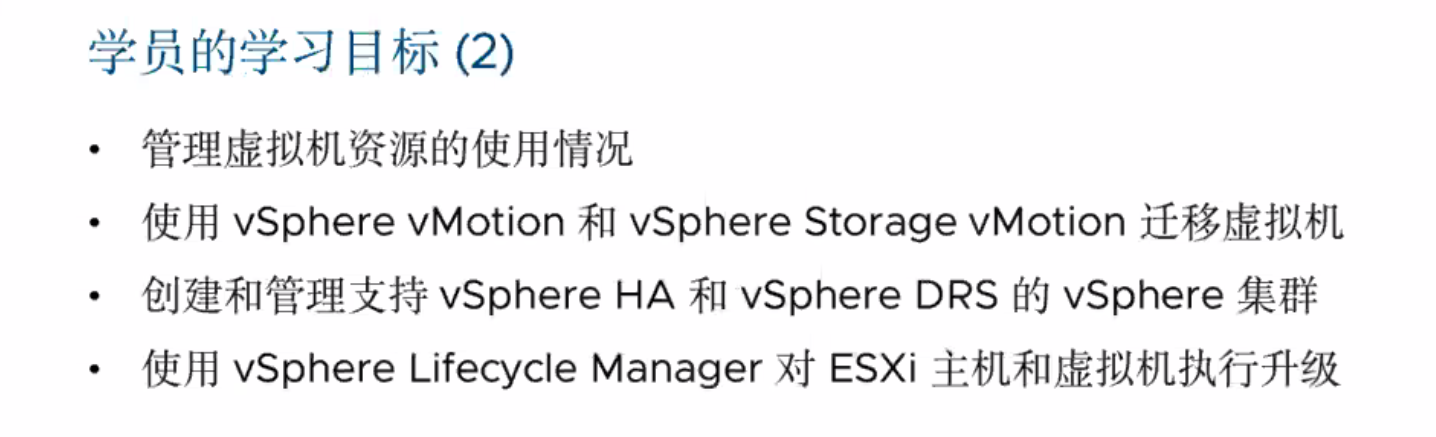 学员的学习目标 (2)
• 管理虚拟机资源的使用情况
• 使用 vSphere vMotion 和 vSphere Storage vMotion 迁移虚拟机
• 创建和管理支持 vSphere HA 和 vSphere DRS 的 vSphere 集群
• 使用 vSphere Lifecycle Manager 对 ESXi 主机和虚拟机执行升级